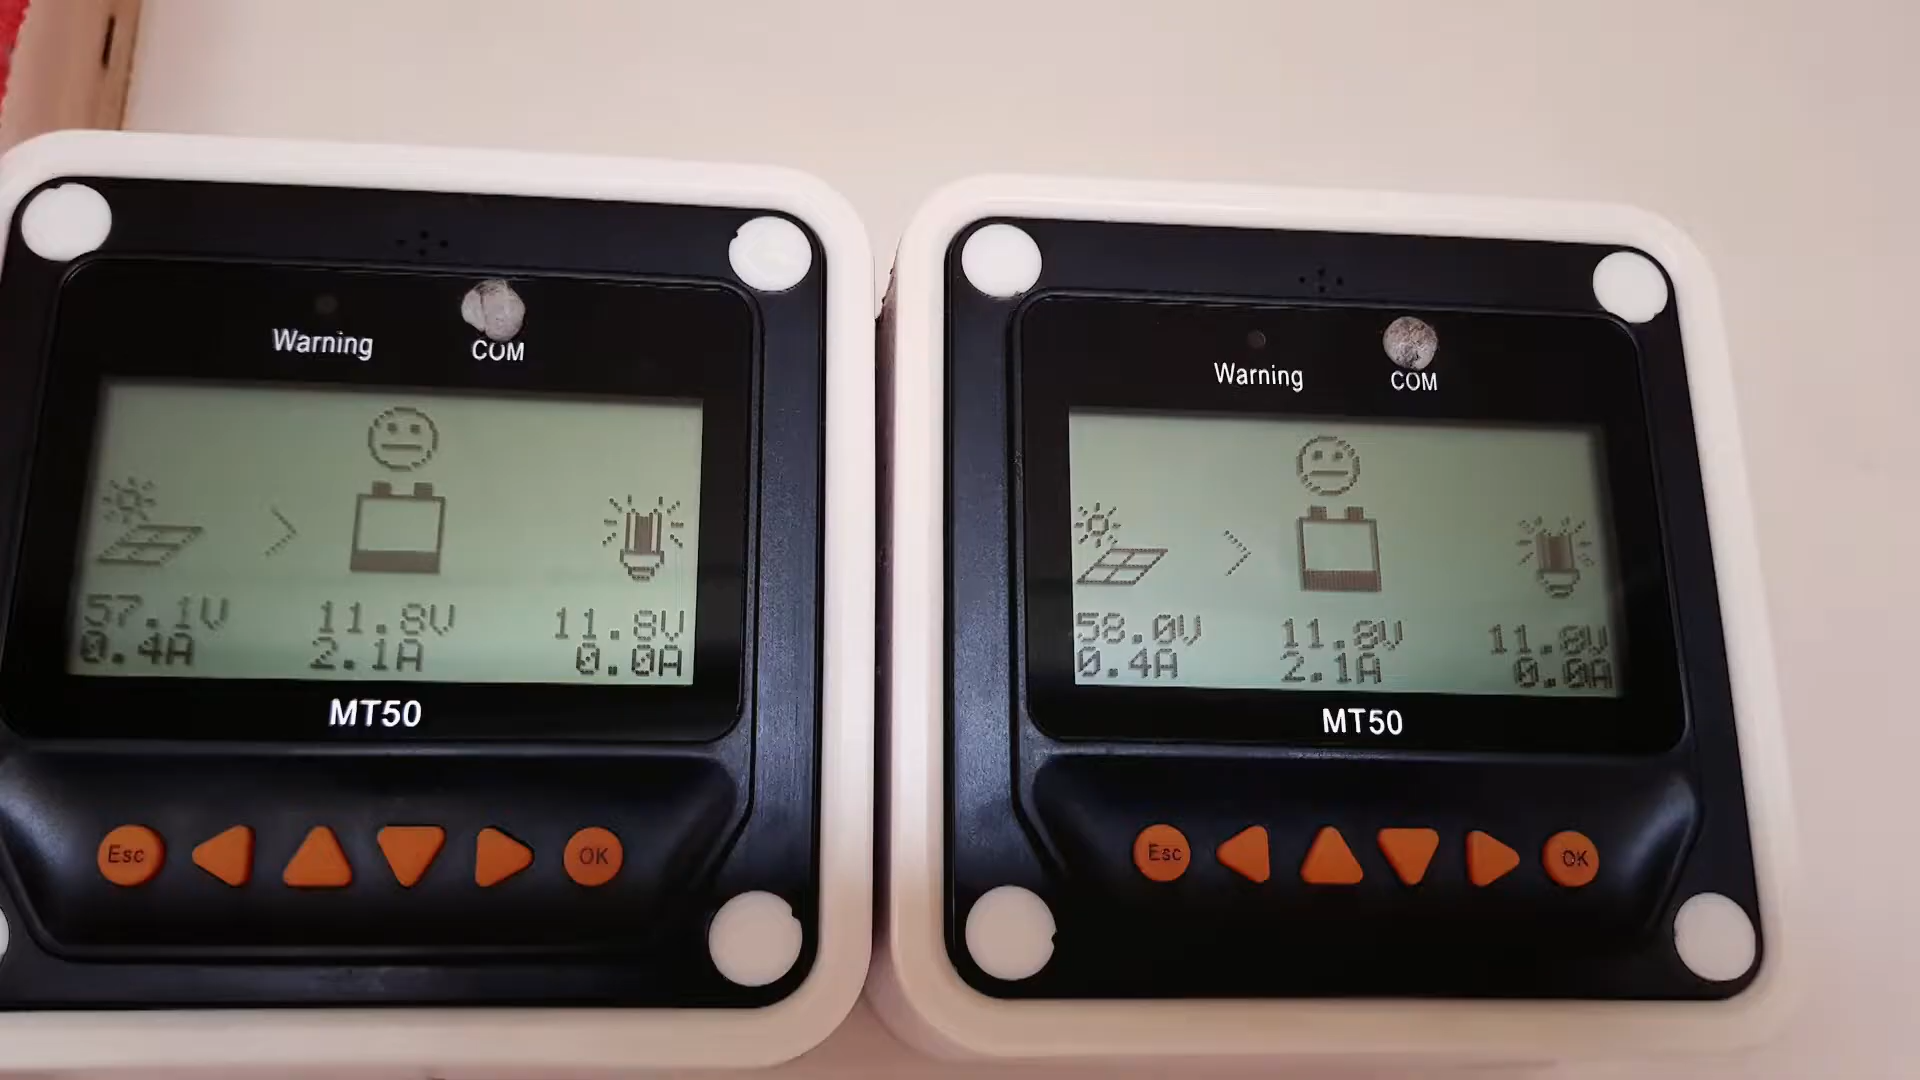 Warning COM
57.1V 11.8V 11.8V
0.4A 2.1A 0.0A
MT50
Esc OK
Warning COM
58.0V 11.8V 11.8V
0.4A 2.1A 0.0A
MT50
Esc OK